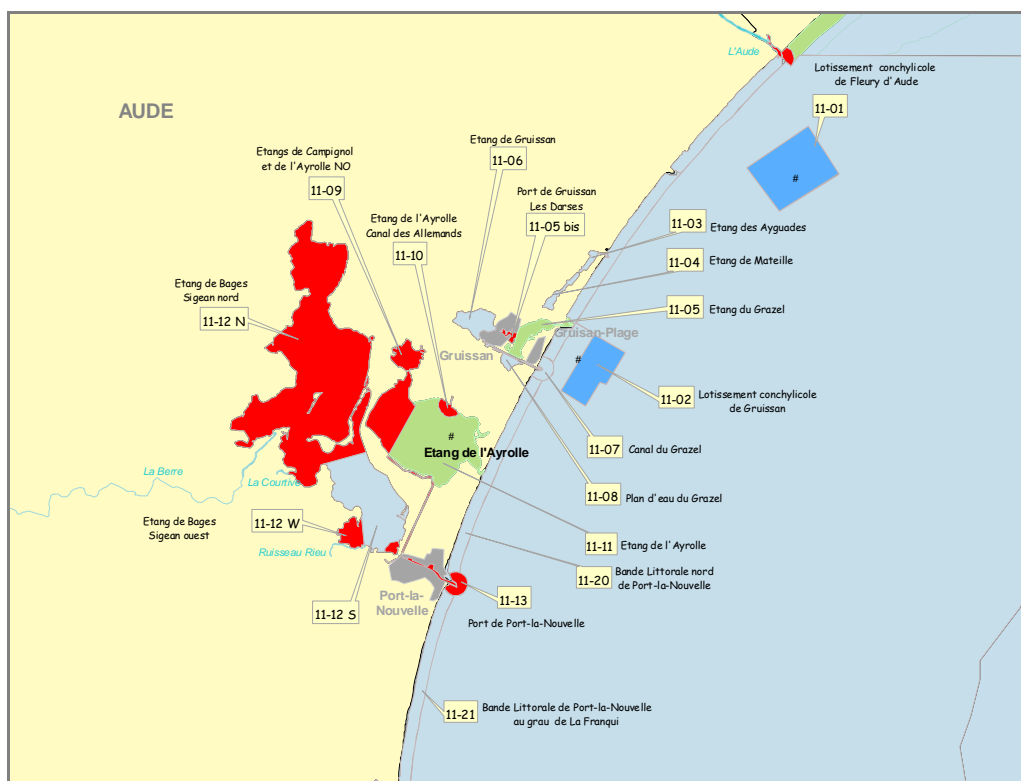 L'Aude
Lotissement conchylicole
de Fleury d'Aude
11-01
#
AUDE
Etang de Gruissan
11-06
Etangs de Campignol
et de l'Ayrolle NO
11-09
Port de Gruissan
Les Darses
11-05 bis
Etang de l'Ayrolle
Canal des Allemands
11-10
11-03
Etang des Ayguades
11-04
Etang de Mateille
Etang de Bages
Sigean nord
11-12 N
11-05
Etang du Grazel
Gruisan-Plage
Gruissan
#
11-02
Lotissement conchylicole
de Gruissan
#
Etang de l'Ayrolle
11-07
Canal du Grazel
La Berre
La Courtive
11-08
Plan d'eau du Grazel
Etang de Bages
Sigean ouest
11-12 W
Ruisseau Rieu
11-11
Etang de l'Ayrolle
11-20
Bande Littorale nord
de Port-la-Nouvelle
Port-la-
Nouvelle
11-12 S
11-13
Port de Port-la-Nouvelle
11-21
Bande Littorale de Port-la-Nouvelle
au grau de La Franqui